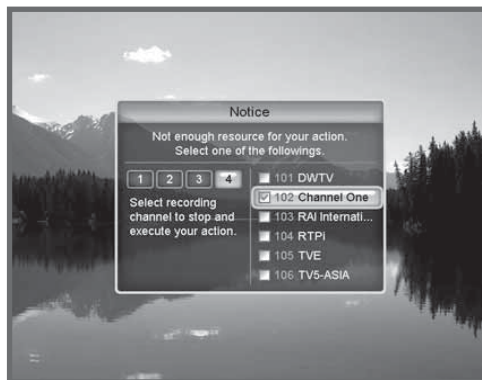 Notice
Not enough resource for your action.
Select one of the followings.
1 2 3 4
Select recording
channel to stop and
execute your action.
101 DWTV
102 Channel One
103 RAI Internati...
104 RTPi
105 TVE
106 TV5-ASIA